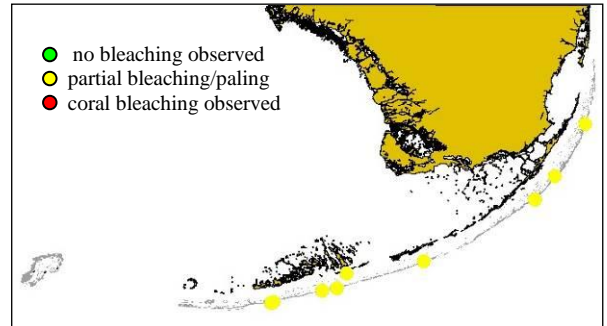 no bleaching observed
partial bleaching/paling
coral bleaching observed